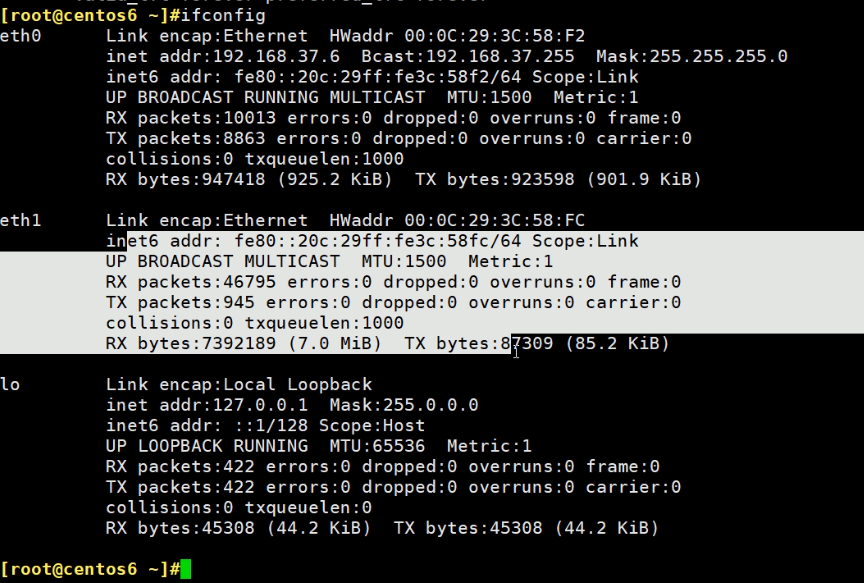 [root@centos6 ~]#ifconfig
eth0      Link encap:Ethernet  HWaddr 00:0C:29:3C:58:F2
          inet addr:192.168.37.6  Bcast:192.168.37.255  Mask:255.255.255.0
          inet6 addr: fe80::20c:29ff:fe3c:58f2/64 Scope:Link
          UP BROADCAST RUNNING MULTICAST  MTU:1500  Metric:1
          RX packets:10013 errors:0 dropped:0 overruns:0 frame:0
          TX packets:8863 errors:0 dropped:0 overruns:0 carrier:0
          collisions:0 txqueuelen:1000
          RX bytes:947418 (925.2 KiB)  TX bytes:923598 (901.9 KiB)

eth1      Link encap:Ethernet  HWaddr 00:0C:29:3C:58:FC
          inet6 addr: fe80::20c:29ff:fe3c:58fc/64 Scope:Link
          UP BROADCAST MULTICAST  MTU:1500  Metric:1
          RX packets:46795 errors:0 dropped:0 overruns:0 frame:0
          TX packets:945 errors:0 dropped:0 overruns:0 carrier:0
          collisions:0 txqueuelen:1000
          RX bytes:7392189 (7.0 MiB)  TX bytes:87309 (85.2 KiB)

lo        Link encap:Local Loopback
          inet addr:127.0.0.1  Mask:255.0.0.0
          inet6 addr: ::1/128 Scope:Host
          UP LOOPBACK RUNNING  MTU:65536  Metric:1
          RX packets:422 errors:0 dropped:0 overruns:0 frame:0
          TX packets:422 errors:0 dropped:0 overruns:0 carrier:0
          collisions:0 txqueuelen:0
          RX bytes:45308 (44.2 KiB)  TX bytes:45308 (44.2 KiB)

[root@centos6 ~]#